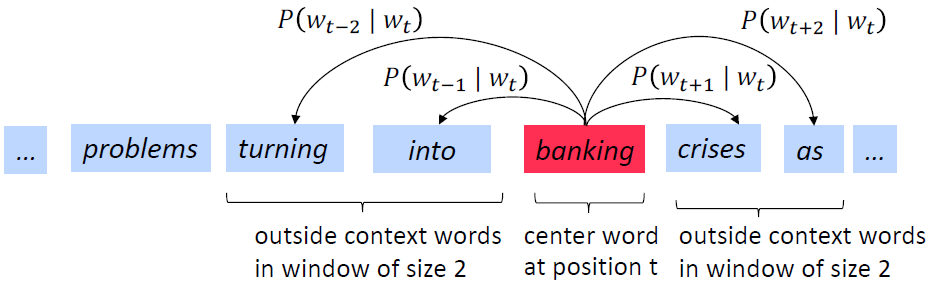 P(w_{t−2} | w_t) P(w_{t+2} | w_t)
P(w_{t−1} | w_t) P(w_{t+1} | w_t)
... problems turning into banking crises as ...
outside context words center word outside context words
in window of size 2 at position t in window of size 2